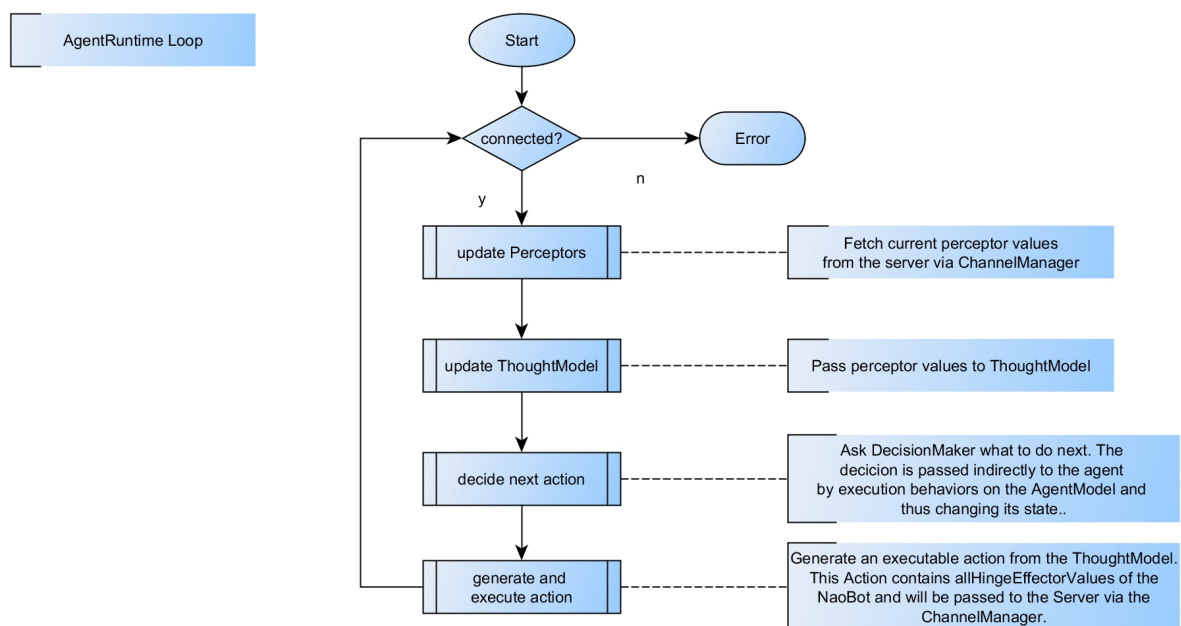 AgentRuntime Loop
Start
connected?
Error
n
y
update Perceptors
Fetch current perceptor values
from the server via ChannelManager
update ThoughtModel
Pass perceptor values to ThoughtModel
decide next action
Ask DecisionMaker what to do next. The
decicion is passed indirectly to the agent
by execution behaviors on the AgentModel and
thus changing its state..
generate and
execute action
Generate an executable action from the ThoughtModel.
This Action contains allHingeEffectorValues of the
NaoBot and will be passed to the Server via the
ChannelManager.